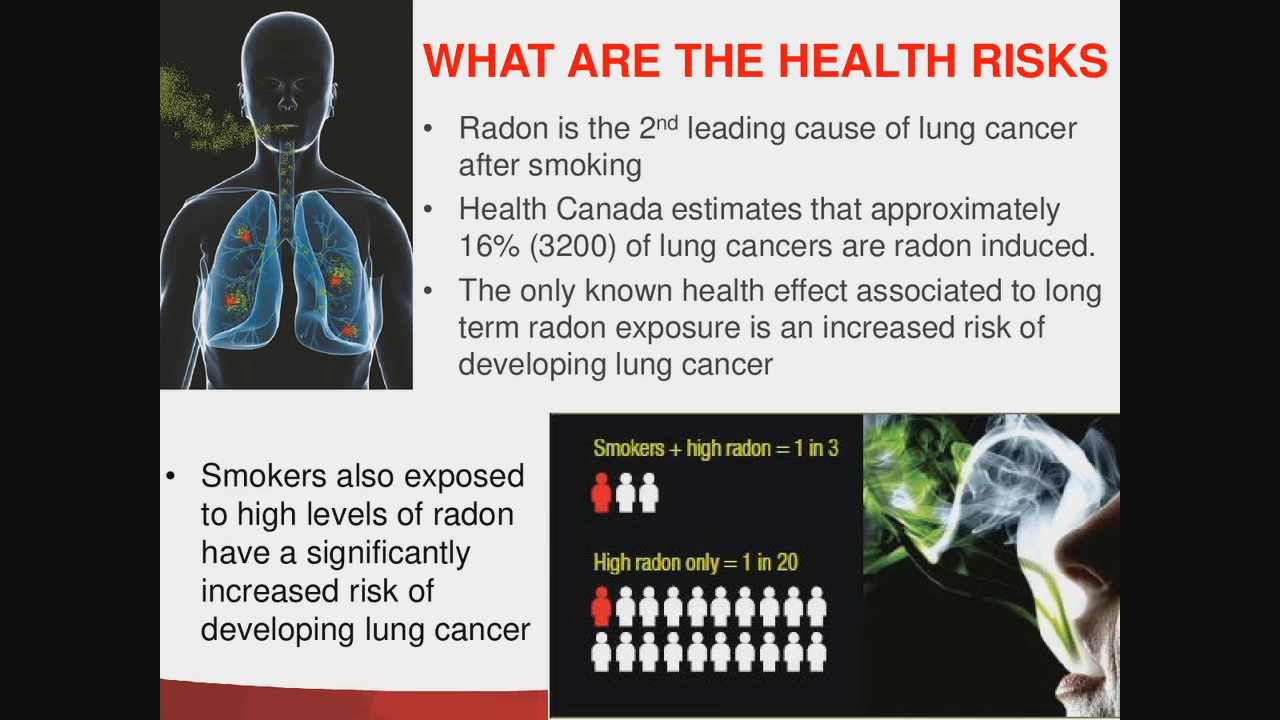 WHAT ARE THE HEALTH RISKS
• Radon is the 2nd leading cause of lung cancer
after smoking
• Health Canada estimates that approximately
16% (3200) of lung cancers are radon induced.
• The only known health effect associated to long
term radon exposure is an increased risk of
developing lung cancer
• Smokers also exposed
to high levels of radon
have a significantly
increased risk of
developing lung cancer
Smokers + high radon = 1 in 3
High radon only = 1 in 20